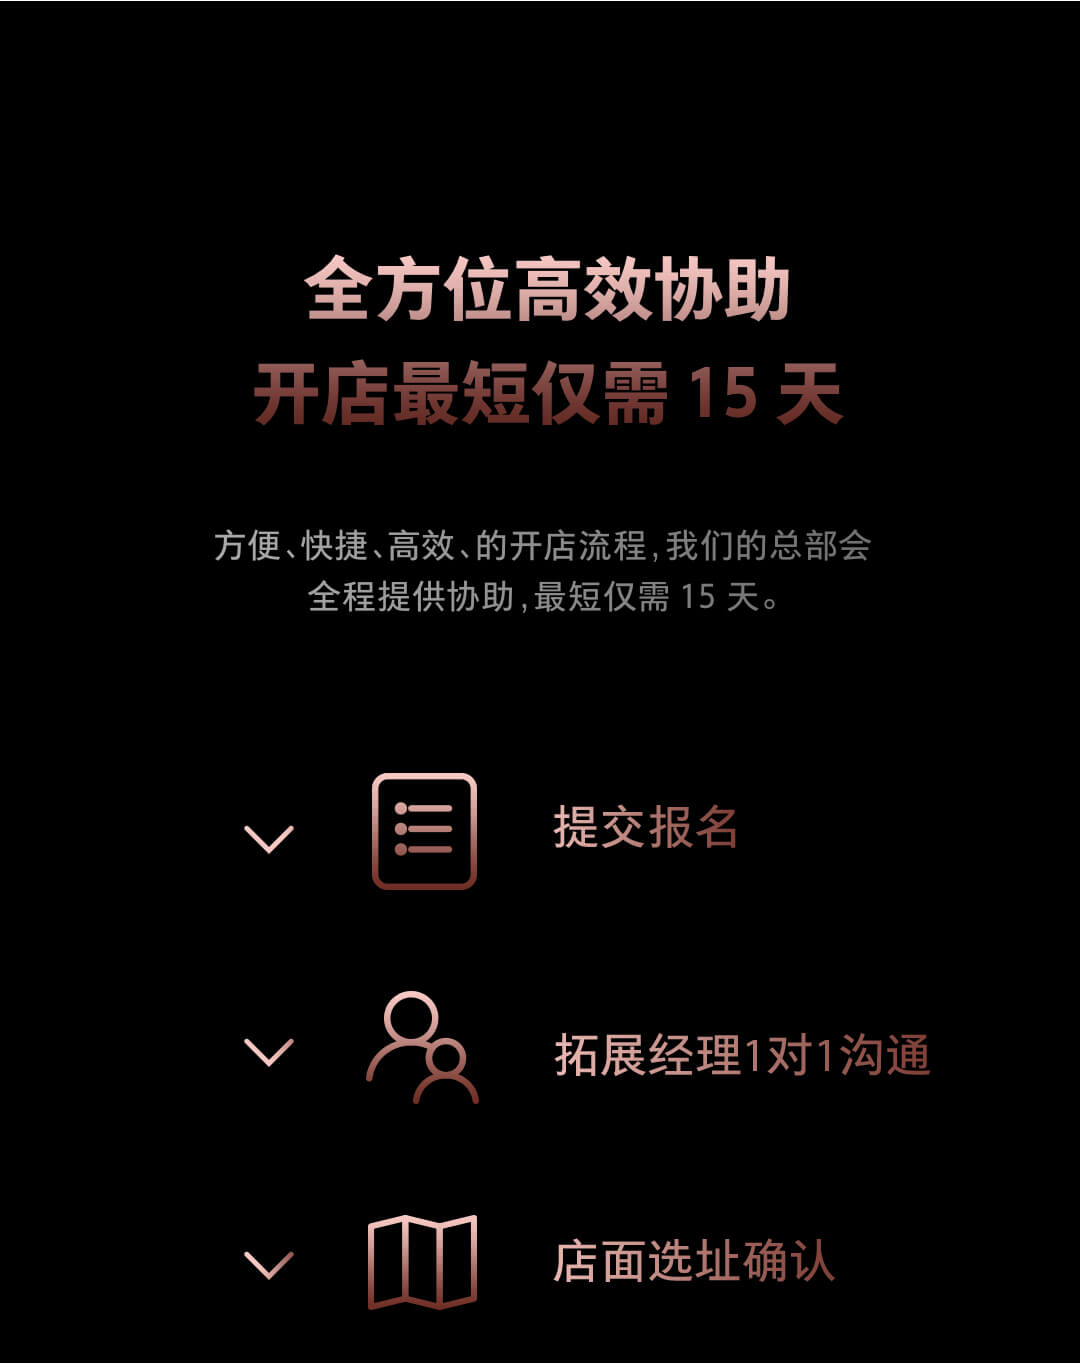 全方位高效协助
开店最短仅需 15 天
方便、快捷、高效、的开店流程,我们的总部会
全程提供协助,最短仅需 15 天。
提交报名
拓展经理1对1沟通
店面选址确认